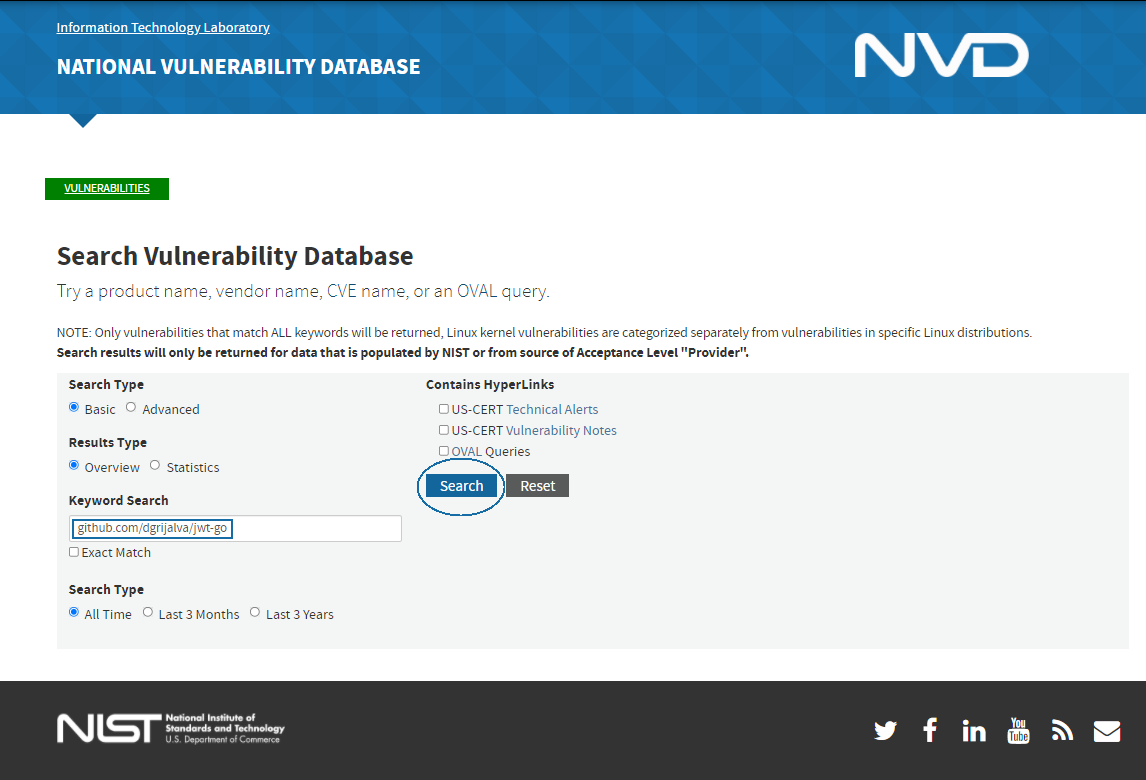 Information Technology Laboratory
NATIONAL VULNERABILITY DATABASE
NVD
VULNERABILITIES
Search Vulnerability Database
Try a product name, vendor name, CVE name, or an OVAL query.
NOTE: Only vulnerabilities that match ALL keywords will be returned, Linux kernel vulnerabilities are categorized separately from vulnerabilities in specific Linux distributions.
Search results will only be returned for data that is populated by NIST or from source of Acceptance Level "Provider".
Search Type
Basic Advanced
Results Type
Overview Statistics
Keyword Search
github.com/dgrijalva/jwt-go
Exact Match
Search Type
All Time Last 3 Months Last 3 Years
Contains HyperLinks
US-CERT Technical Alerts
US-CERT Vulnerability Notes
OVAL Queries
Search Reset
NIST
National Institute of
Standards and Technology
U.S. Department of Commerce
You
Tube